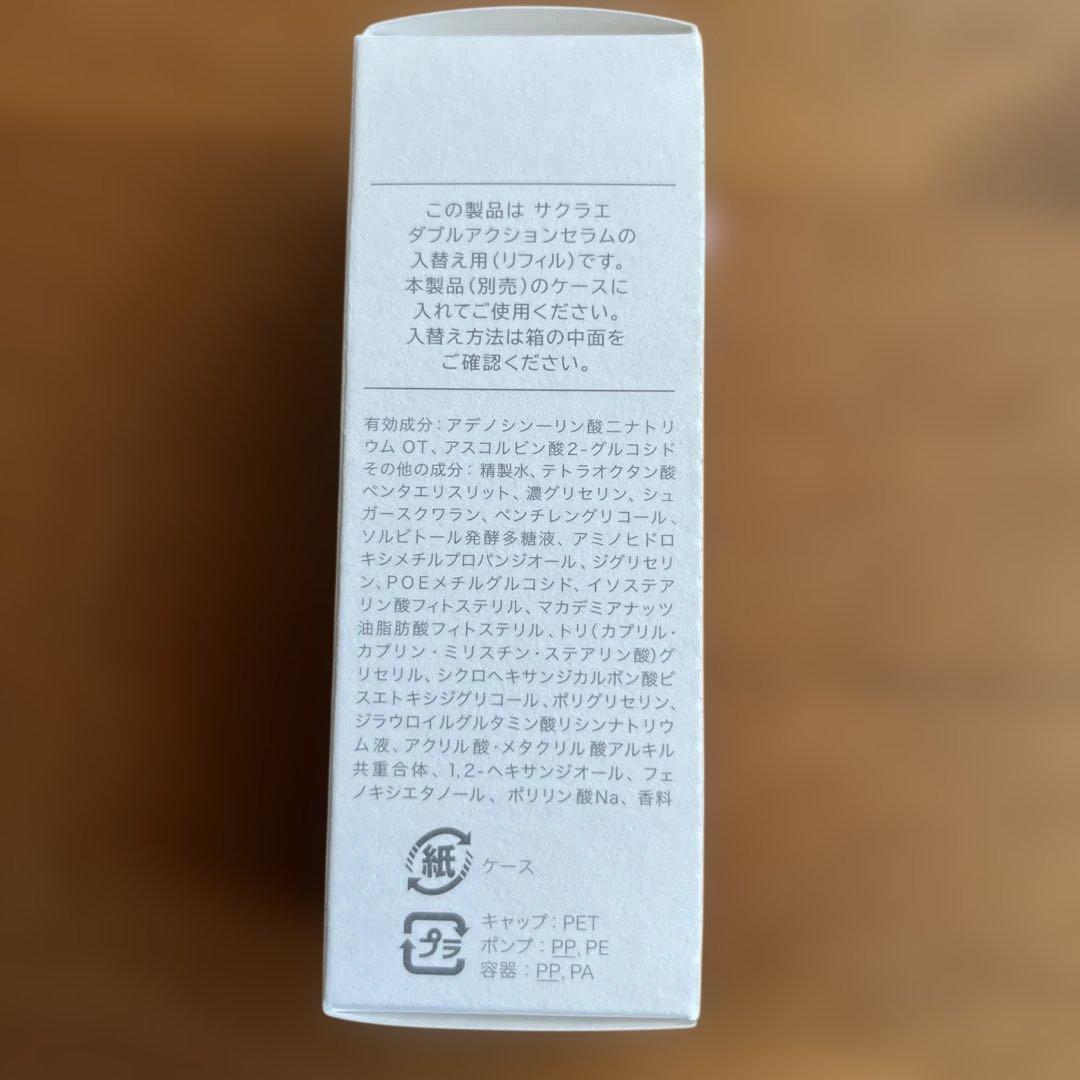 この製品は サクラエ
ダブルアクションセラムの
入替え用(リフィル)です。
本製品(別売)のケースに
入れてご使用ください。
入替え方法は箱の中面を
ご確認ください。
有効成分:アデノシン一リン酸二ナトリ
ウム OT、アスコルビン酸2-グルコシド
その他の成分:精製水、テトラオクタン酸
ペンタエリスリット、濃グリセリン、シュ
ガースクワラン、ペンチレングリコール、
ソルビトール発酵多糖液、アミノヒドロ
キシメチルプロパンジオール、ジグリセリ
ン、POEメチルグルコシド、イソステア
リン酸フィトステリル、マカデミアナッツ
油脂肪酸フィトステリル、トリ(カプリル・
カプリン・ミリスチン・ステアリン酸)グ
リセリル、シクロヘキサンジカルボン酸ビ
スエトキシジグリコール、ポリグリセリン、
ジラウロイルグルタミン酸リシンナトリウ
ム液、アクリル酸・メタクリル酸アルキル
共重合体、1,2-ヘキサンジオール、フェ
ノキシエタノール、ポリリン酸Na、香料
紙 ケース
プラ キャップ:PET
ポンプ:PP, PE
容器:PP, PA